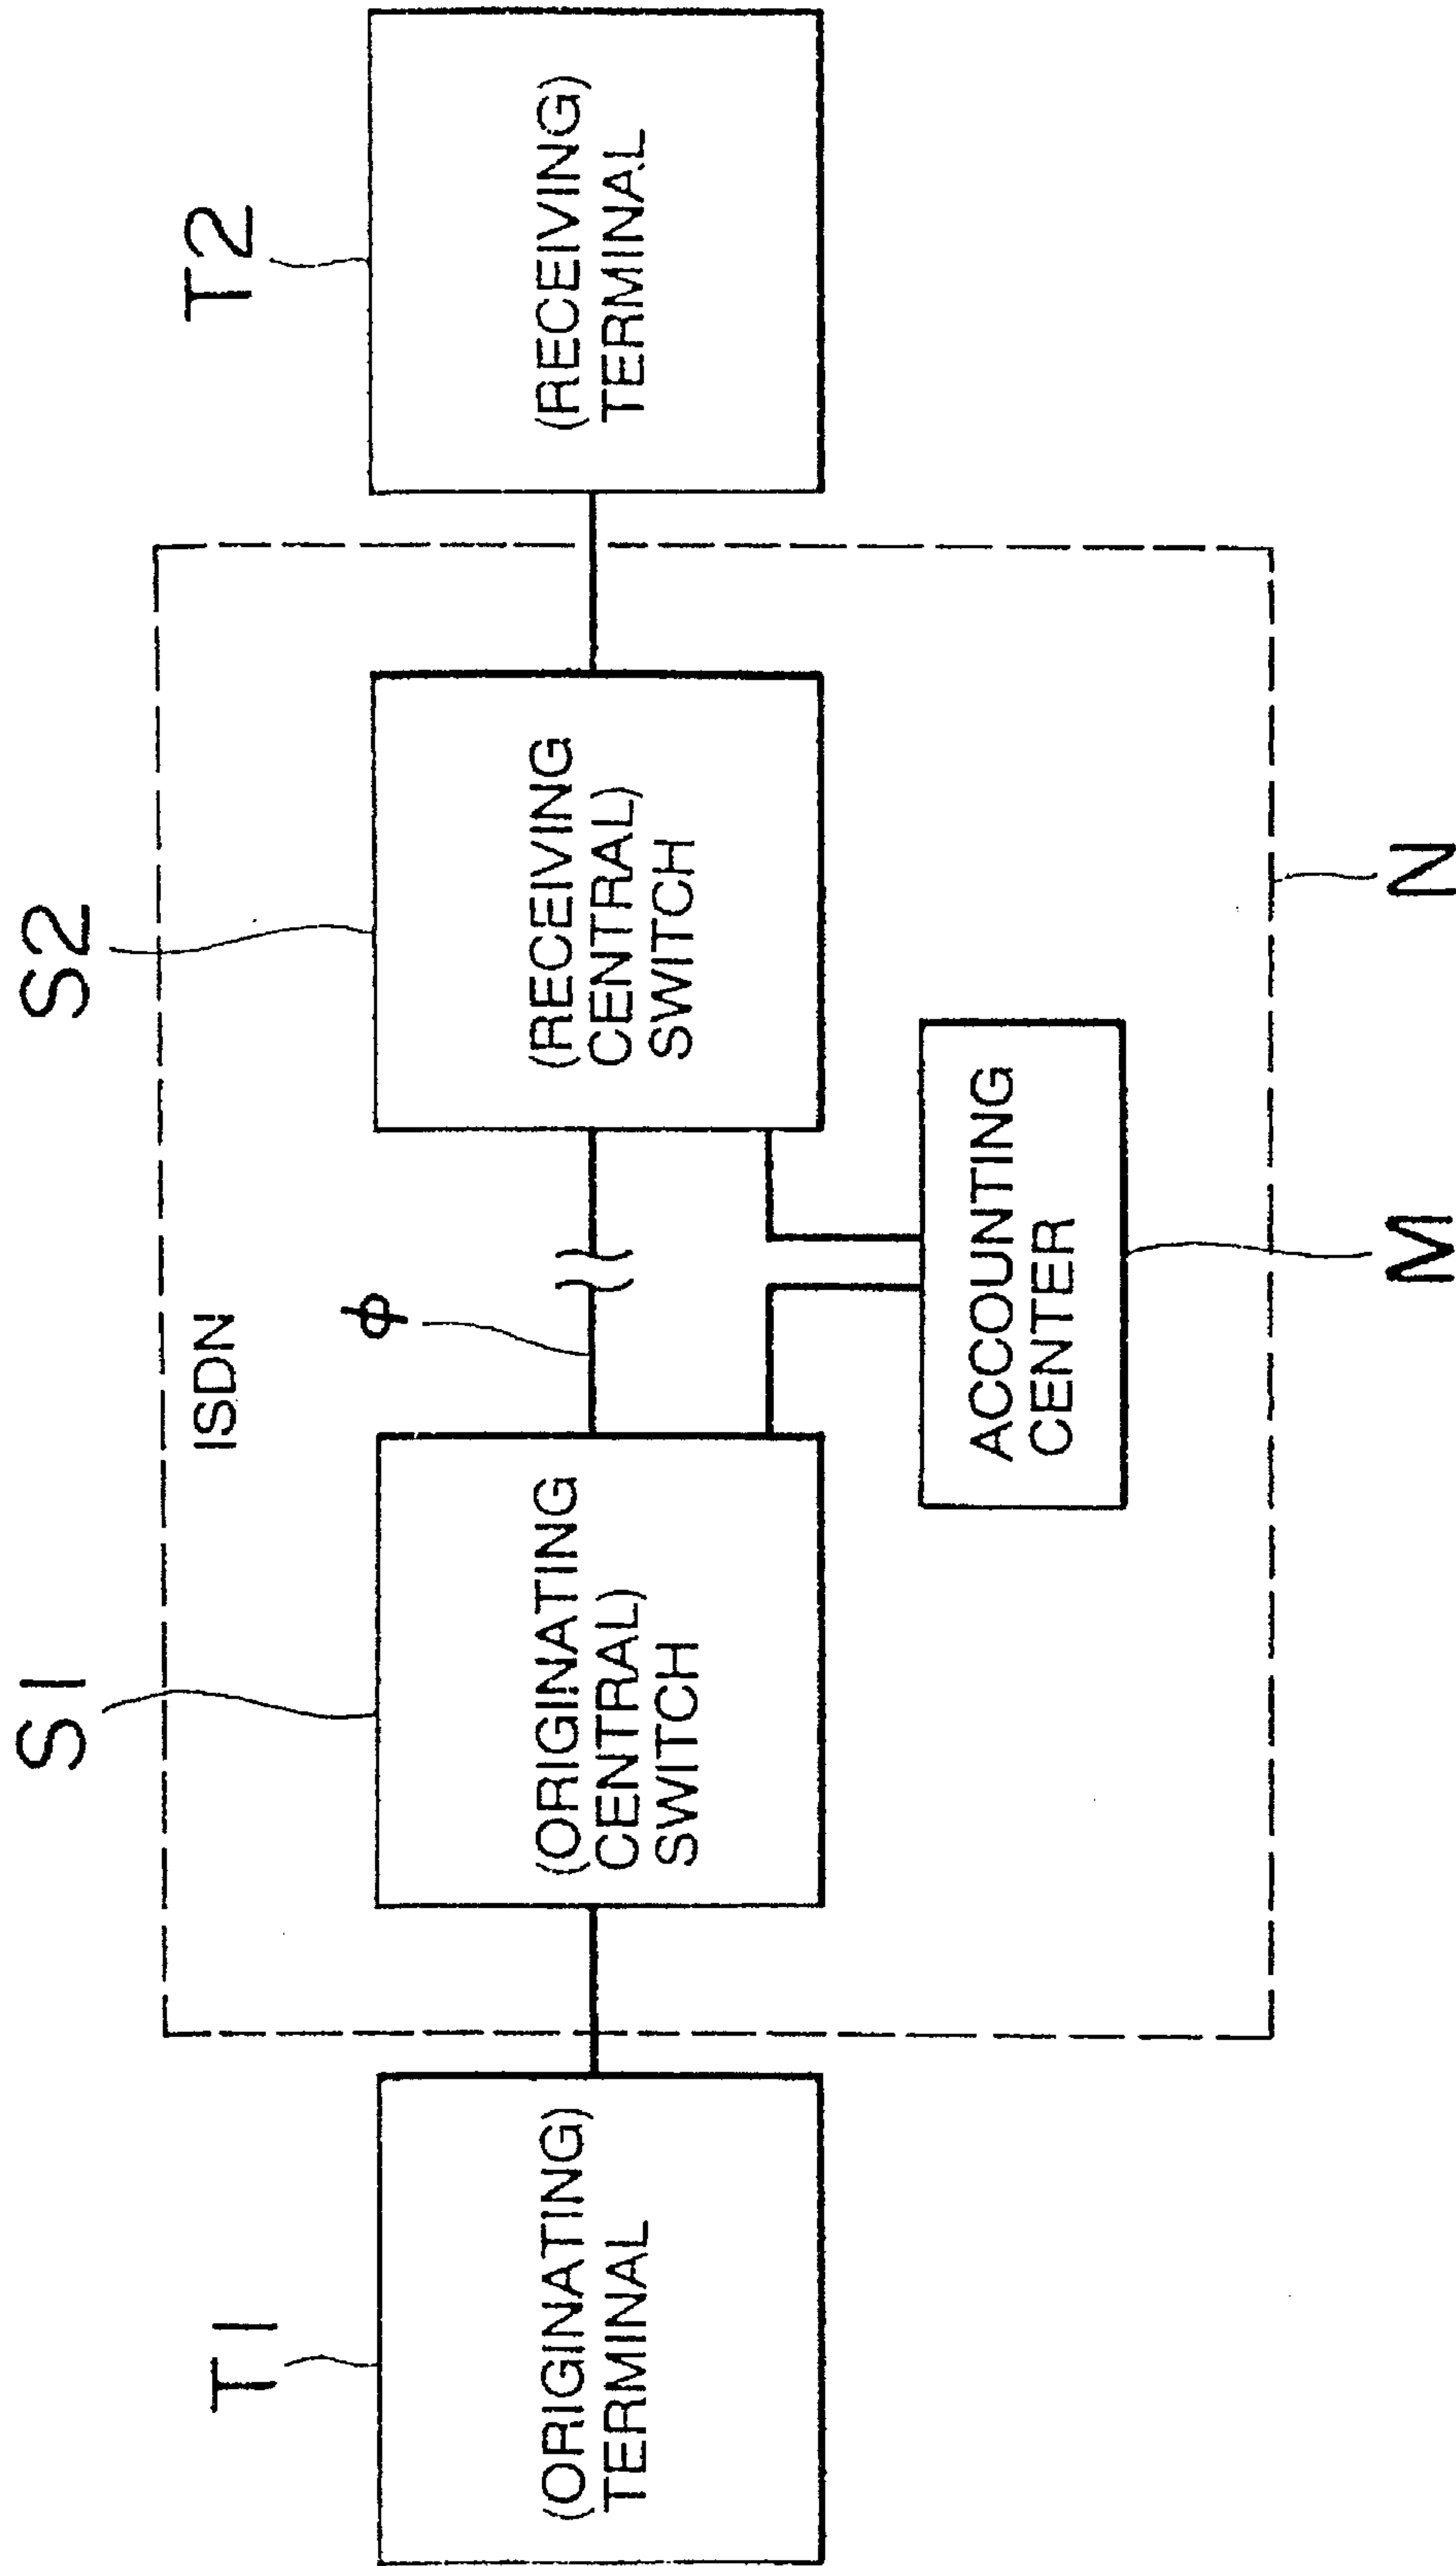 S1
S2
T1
T2
ISDN
φ
(ORIGINATING)
TERMINAL
(ORIGINATING
CENTRAL)
SWITCH
(RECEIVING
CENTRAL)
SWITCH
(RECEIVING)
TERMINAL
ACCOUNTING
CENTER
M
N